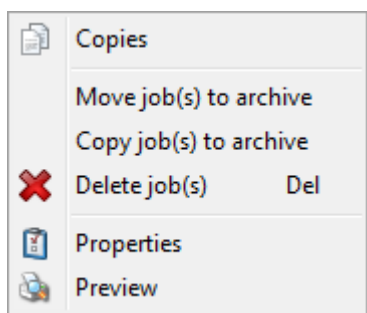 Copies
Move job(s) to archive
Copy job(s) to archive
Delete job(s) Del
Properties
Preview